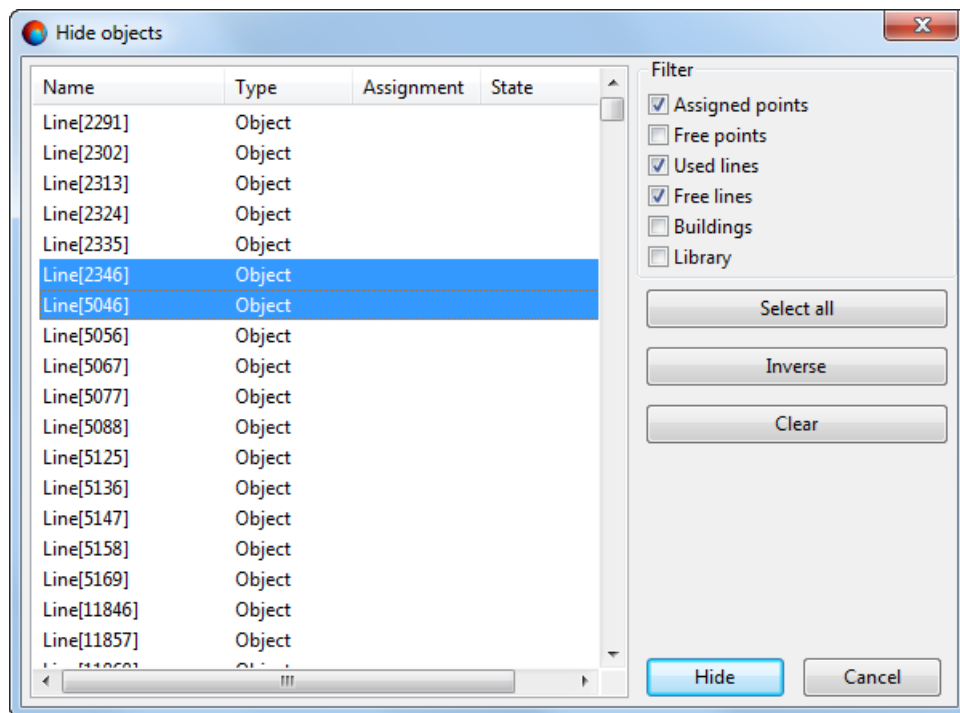 Hide objects
Name Type Assignment State
Line[2291] Object
Line[2302] Object
Line[2313] Object
Line[2324] Object
Line[2335] Object
Line[2346] Object
Line[5046] Object
Line[5056] Object
Line[5067] Object
Line[5077] Object
Line[5088] Object
Line[5125] Object
Line[5136] Object
Line[5147] Object
Line[5158] Object
Line[5169] Object
Line[11846] Object
Line[11857] Object
Filter
Assigned points
Free points
Used lines
Free lines
Buildings
Library
Select all
Inverse
Clear
Hide Cancel